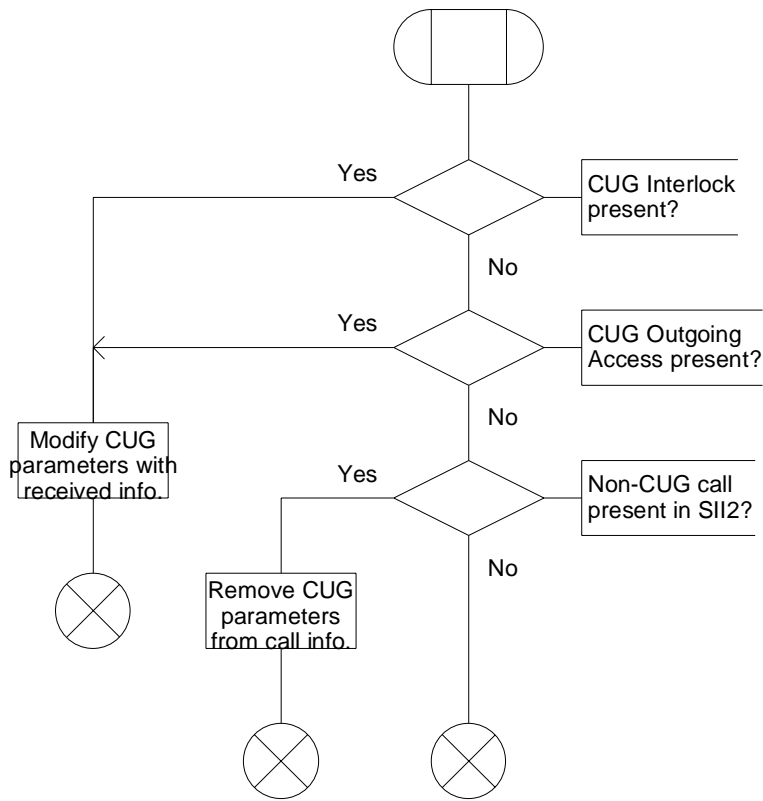 Yes
CUG Interlock
present?
No
Yes
CUG Outgoing
Access present?
No
Modify CUG
parameters with
received info.
Yes
Non-CUG call
present in SII2?
No
Remove CUG
parameters
from call info.